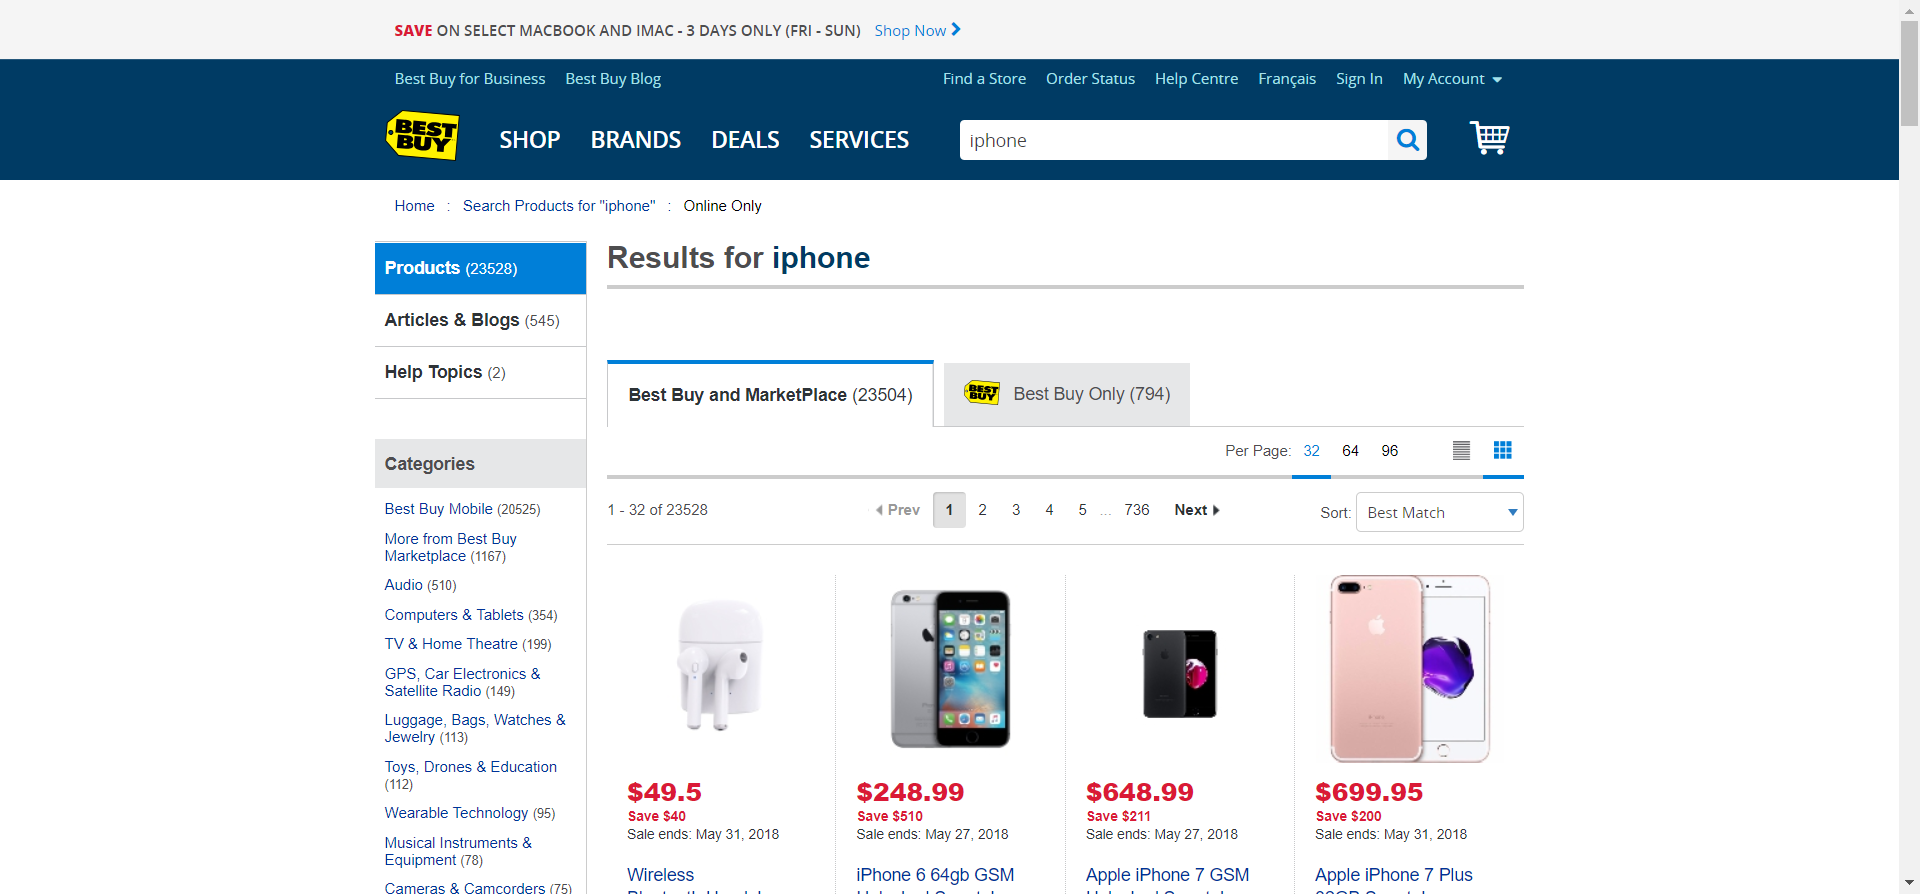 SAVE ON SELECT MACBOOK AND IMAC - 3 DAYS ONLY (FRI - SUN) Shop Now
Best Buy for Business Best Buy Blog Find a Store Order Status Help Centre Français Sign In My Account
BEST BUY SHOP BRANDS DEALS SERVICES iphone
Home : Search Products for "iphone" : Online Only
Products (23528)
Articles & Blogs (545)
Help Topics (2)
Categories
Best Buy Mobile (20525)
More from Best Buy
Marketplace (1167)
Audio (510)
Computers & Tablets (354)
TV & Home Theatre (199)
GPS, Car Electronics &
Satellite Radio (149)
Luggage, Bags, Watches &
Jewelry (113)
Toys, Drones & Education
(112)
Wearable Technology (95)
Musical Instruments &
Equipment (78)
Cameras & Camcorders (75)
Results for iphone
Best Buy and MarketPlace (23504) BEST BUY Best Buy Only (794)
Per Page: 32 64 96
1 - 32 of 23528 Prev 1 2 3 4 5 ... 736 Next Sort: Best Match
$49.5
Save $40
Sale ends: May 31, 2018
Wireless
$248.99
Save $510
Sale ends: May 27, 2018
iPhone 6 64gb GSM
$648.99
Save $211
Sale ends: May 27, 2018
Apple iPhone 7 GSM
$699.95
Save $200
Sale ends: May 31, 2018
Apple iPhone 7 Plus